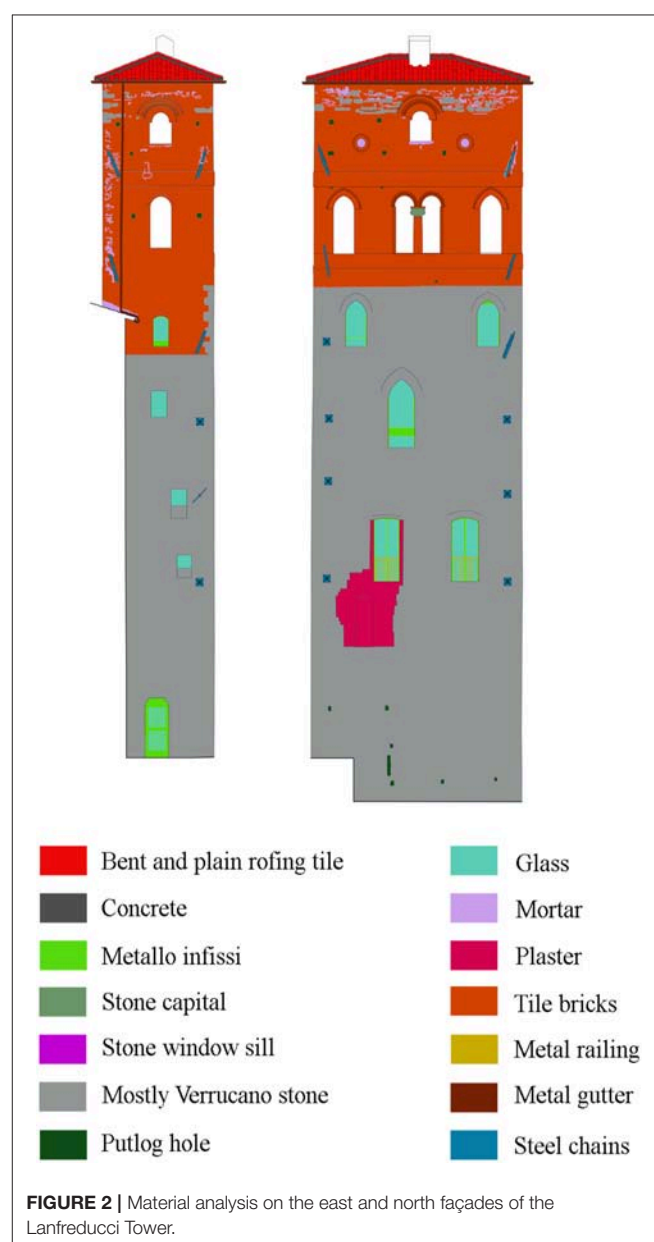 Bent and plain rofing tile
Concrete
Metallo infissi
Stone capital
Stone window sill
Mostly Verrucano stone
Putlog hole
Glass
Mortar
Plaster
Tile bricks
Metal railing
Metal gutter
Steel chains
FIGURE 2 | Material analysis on the east and north façades of the
Lanfreducci Tower.